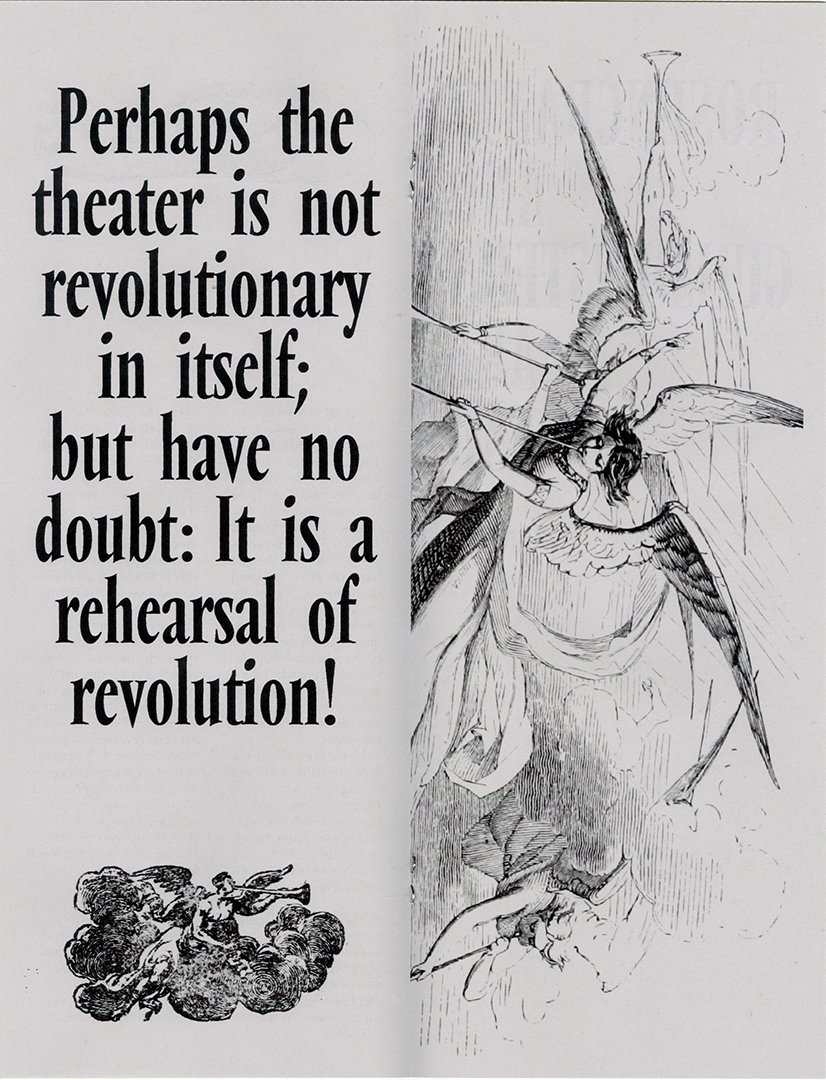 Perhaps the
theater is not
revolutionary
in itself;
but have no
doubt: It is a
rehearsal of
revolution!